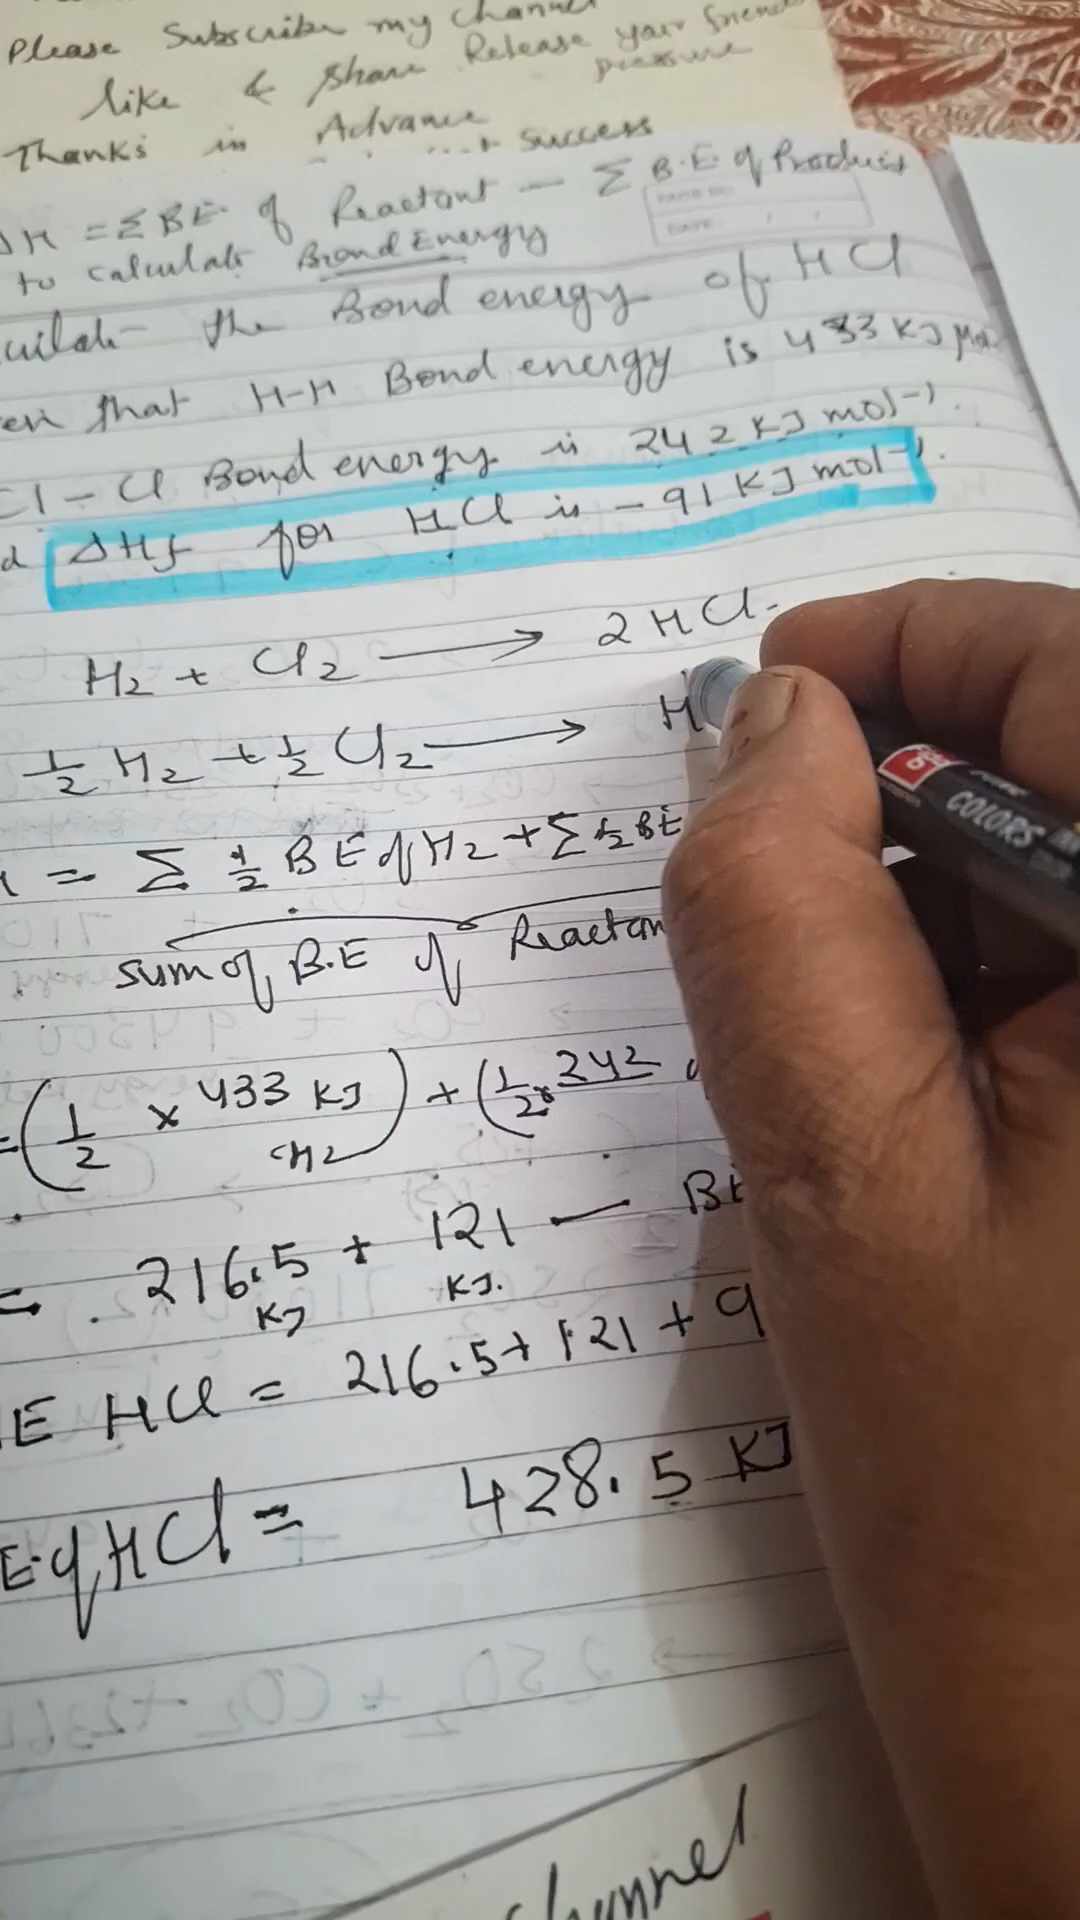 Please Subscribe my Channel
like & Share Release your friends
pressure
Thanks in Advance
success
ΔH = Σ B.E. of Reactant — Σ B.E. of Product
to calculate Bond Energy
the Bond energy of HCl
that H-H Bond energy is 433 KJ
Cl - Cl Bond energy is 242 KJ mol-1.
ΔHf for HCl is - 91 KJ mol-1.
H2 + Cl2 → 2HCl-
1/2 H2 + 1/2 Cl2 → H
= Σ 1/2 B E of H2 + Σ 1/2 BE
sum of B.E of Reactan
= (1/2 × 433 KJ H2) + (1/2 × 242
= 216.5 KJ + 121 KJ. — BE
E HCl = 216.5 + 121 + 9
E. of HCl = 428.5 KJ
COLORS
Channel